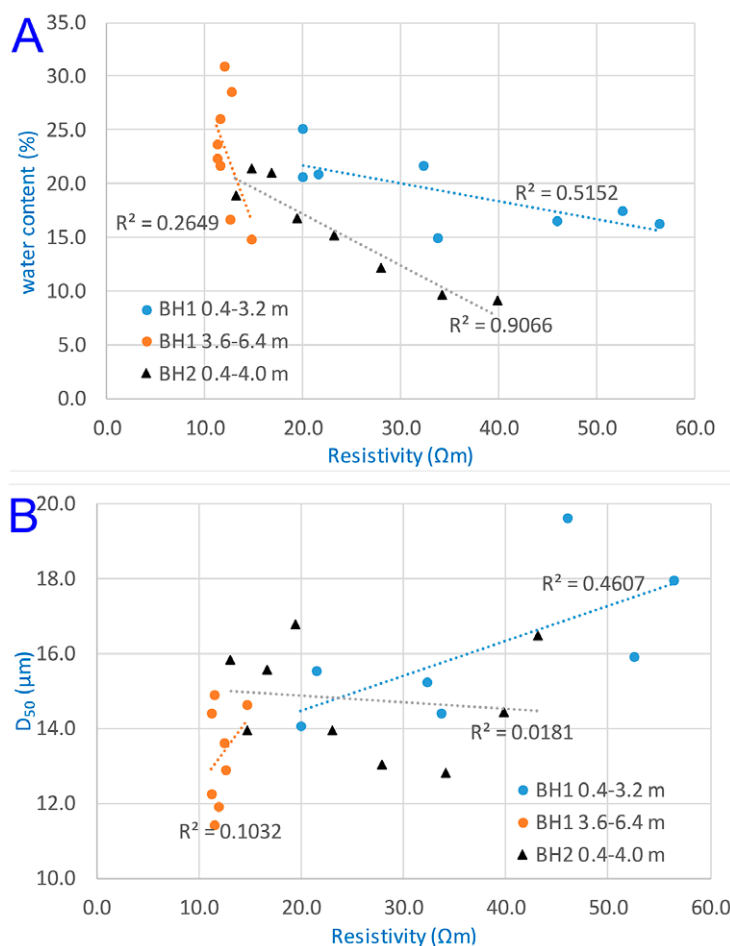 A
35.0
30.0
25.0
20.0
15.0
10.0
5.0
0.0
water content (%)
R² = 0.5152
R² = 0.2649
R² = 0.9066
BH1 0.4-3.2 m
BH1 3.6-6.4 m
BH2 0.4-4.0 m
0.0 10.0 20.0 30.0 40.0 50.0 60.0
Resistivity (Ωm)
B
20.0
18.0
16.0
14.0
12.0
10.0
D₅₀ (μm)
R² = 0.4607
R² = 0.0181
R² = 0.1032
BH1 0.4-3.2 m
BH1 3.6-6.4 m
BH2 0.4-4.0 m
0.0 10.0 20.0 30.0 40.0 50.0 60.0
Resistivity (Ωm)